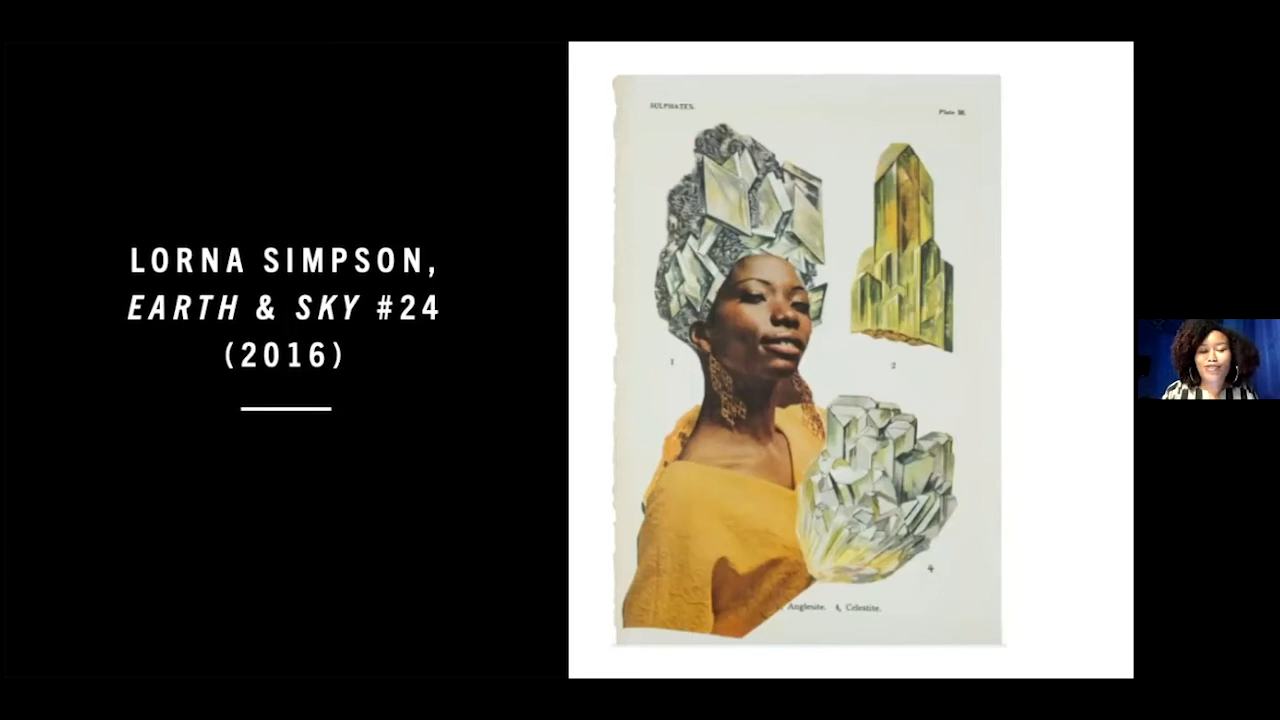 LORNA SIMPSON,
EARTH & SKY #24
(2016)
SULPHATES.
Plate 38.
1
2
4
Anglesite. 4, Celestite.